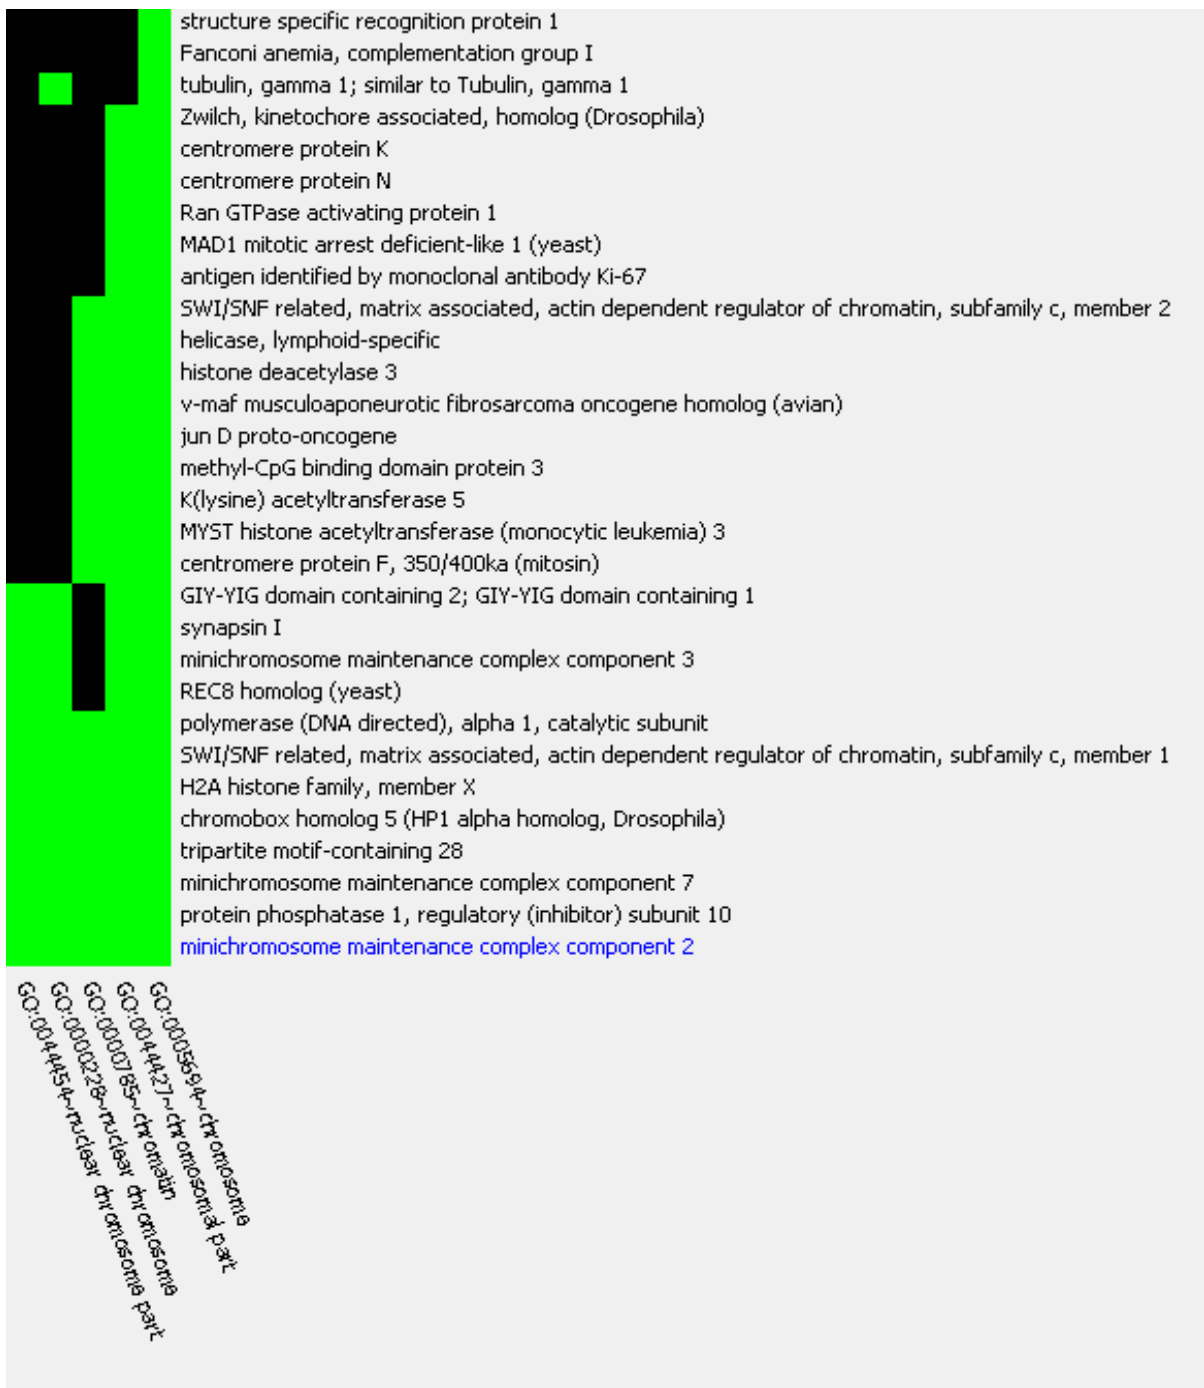 structure specific recognition protein 1
Fanconi anemia, complementation group I
tubulin, gamma 1; similar to Tubulin, gamma 1
Zwilch, kinetochore associated, homolog (Drosophila)
centromere protein K
centromere protein N
Ran GTPase activating protein 1
MAD1 mitotic arrest deficient-like 1 (yeast)
antigen identified by monoclonal antibody Ki-67
SWI/SNF related, matrix associated, actin dependent regulator of chromatin, subfamily c, member 2
helicase, lymphoid-specific
histone deacetylase 3
v-maf musculoaponeurotic fibrosarcoma oncogene homolog (avian)
jun D proto-oncogene
methyl-CpG binding domain protein 3
K(lysine) acetyltransferase 5
MYST histone acetyltransferase (monocytic leukemia) 3
centromere protein F, 350/400ka (mitosin)
GIY-YIG domain containing 2; GIY-YIG domain containing 1
synapsin I
minichromosome maintenance complex component 3
REC8 homolog (yeast)
polymerase (DNA directed), alpha 1, catalytic subunit
SWI/SNF related, matrix associated, actin dependent regulator of chromatin, subfamily c, member 1
H2A histone family, member X
chromobox homolog 5 (HP1 alpha homolog, Drosophila)
tripartite motif-containing 28
minichromosome maintenance complex component 7
protein phosphatase 1, regulatory (inhibitor) subunit 10
minichromosome maintenance complex component 2
GO:0044454~nuclear chromosome part
GO:0000228~nuclear chromosome
GO:0000785~chromatin
GO:0044427~chromosomal part
GO:0005694~chromosome